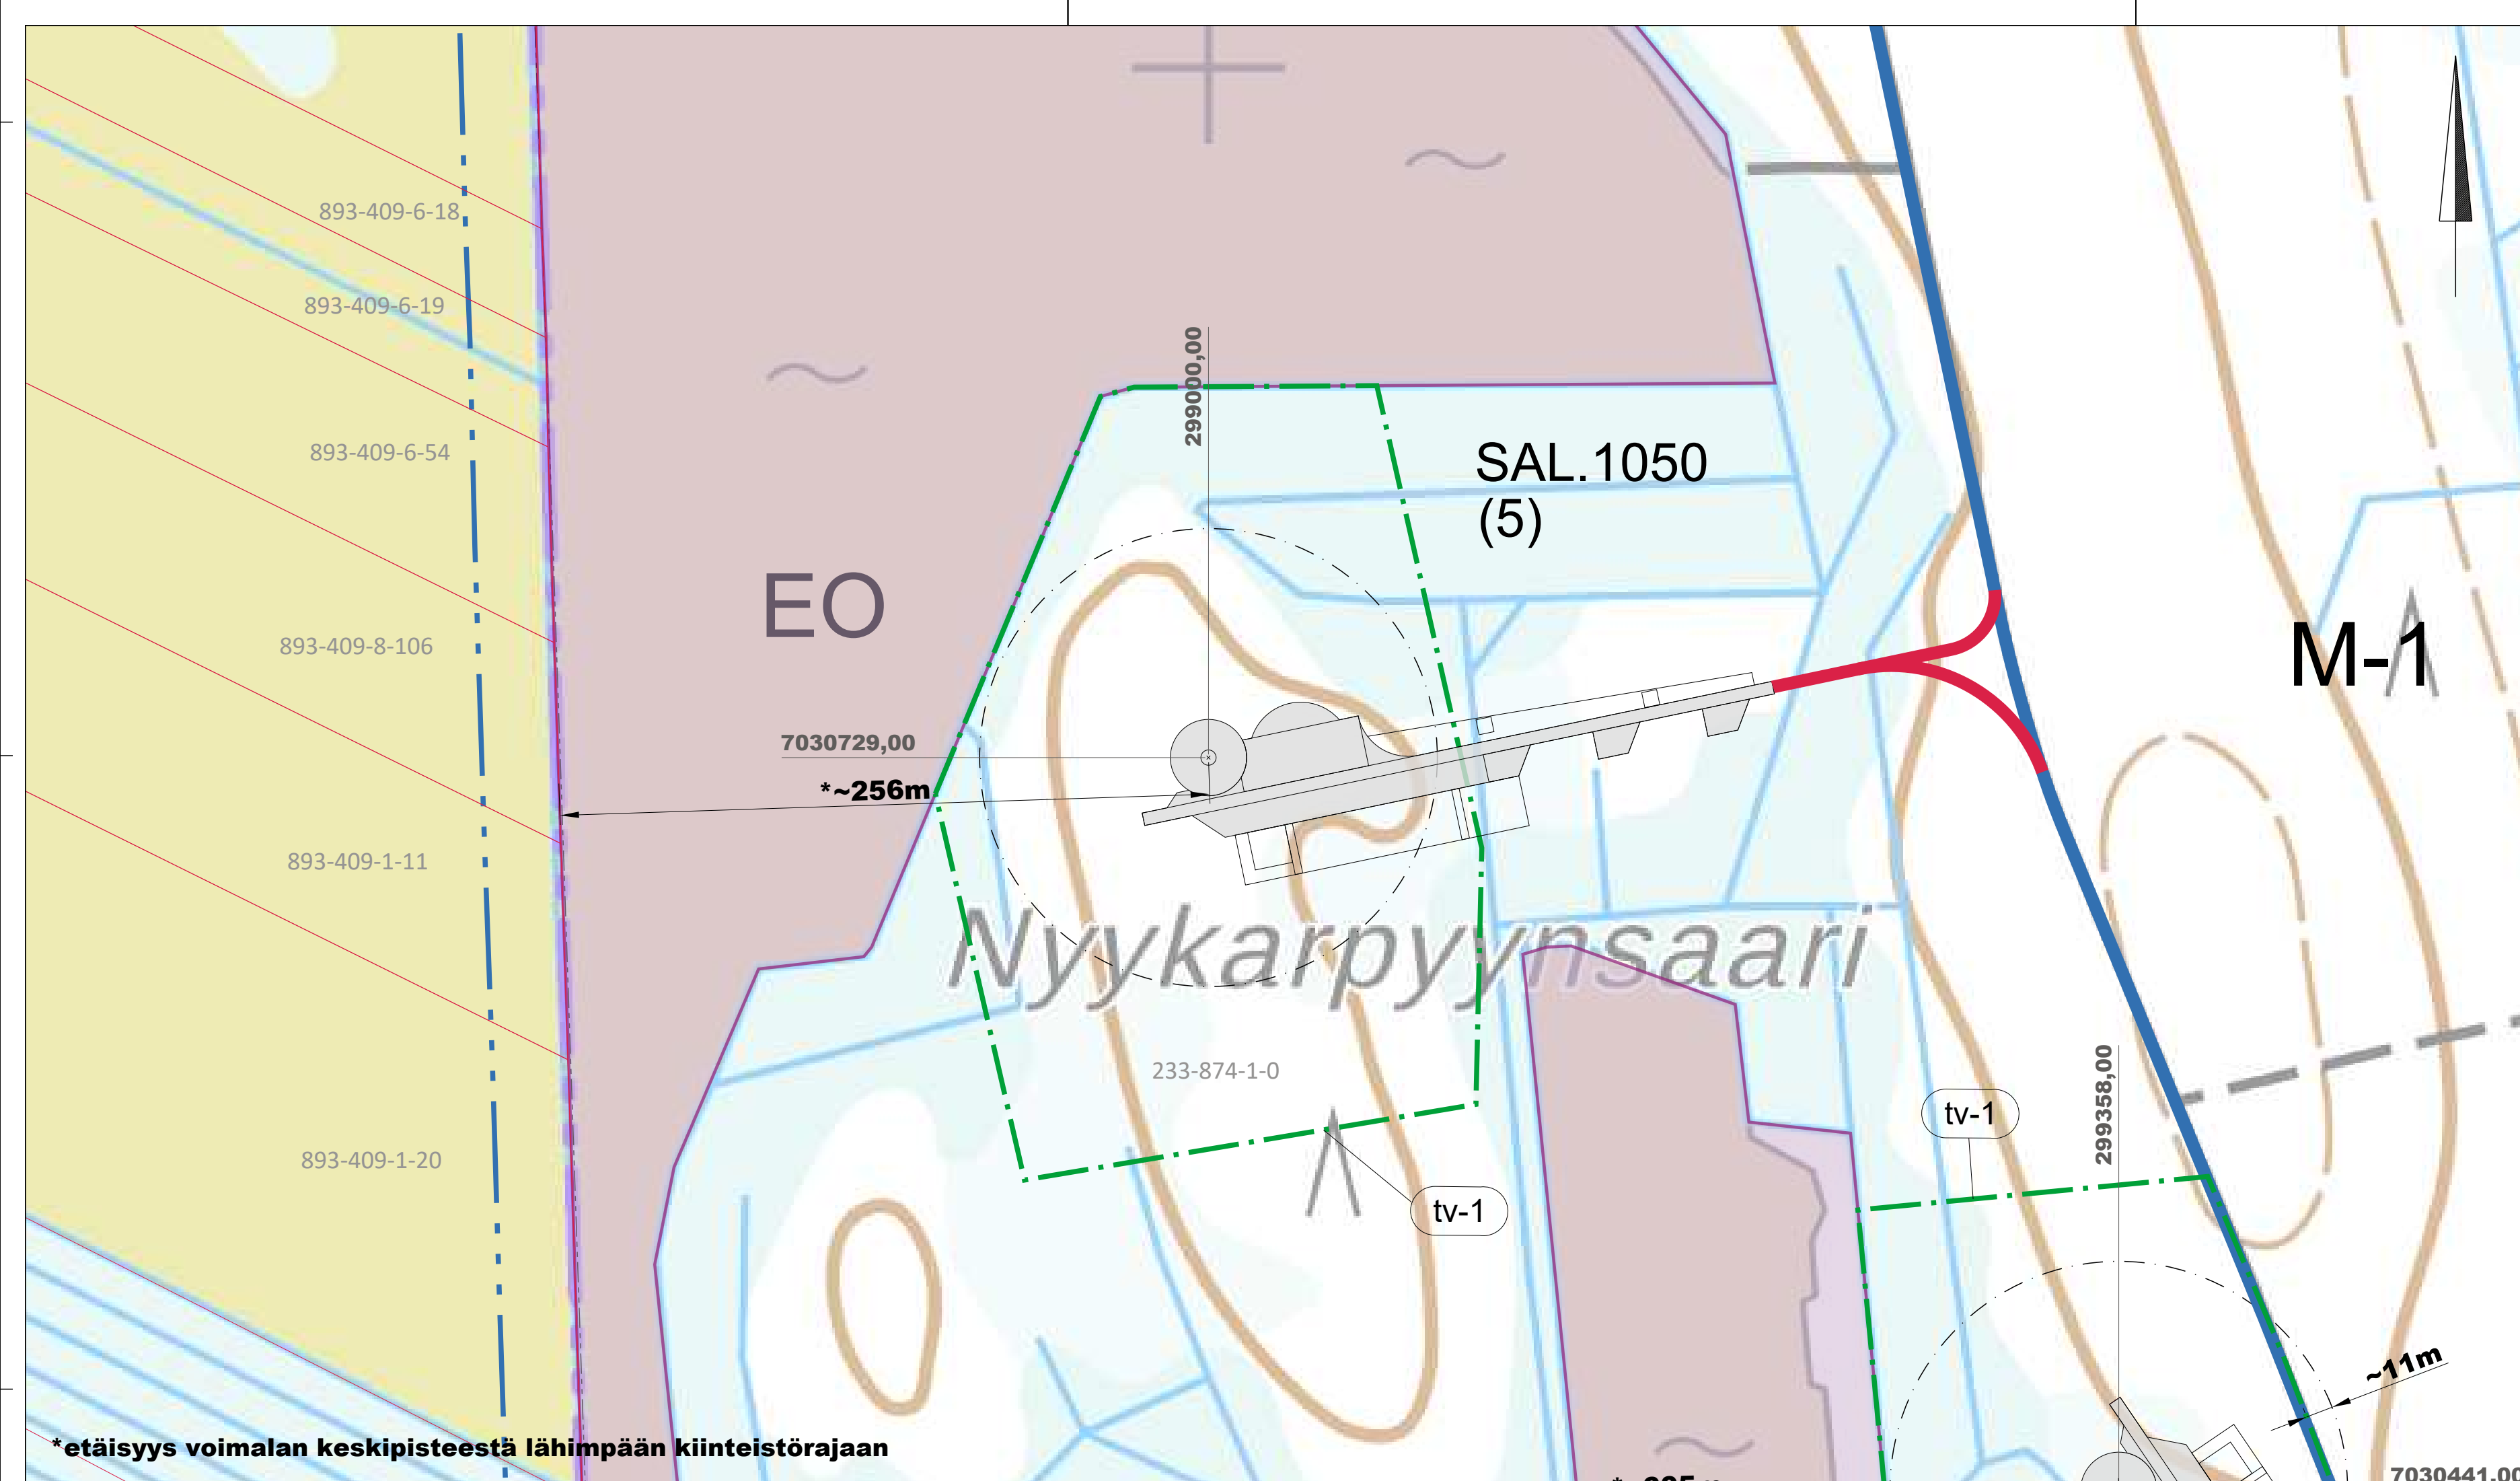 893-409-6-18
893-409-6-19
299000,00
893-409-6-54
SAL.1050
(5)
EO
893-409-8-106
M-1
7030729,00
*~256m
893-409-1-11
Nyykarpyynsaari
233-874-1-0
299358,00
tv-1
893-409-1-20
tv-1
~11m
*etäisyys voimalan keskipisteestä lähimpään kiinteistörajaan
7030441,00